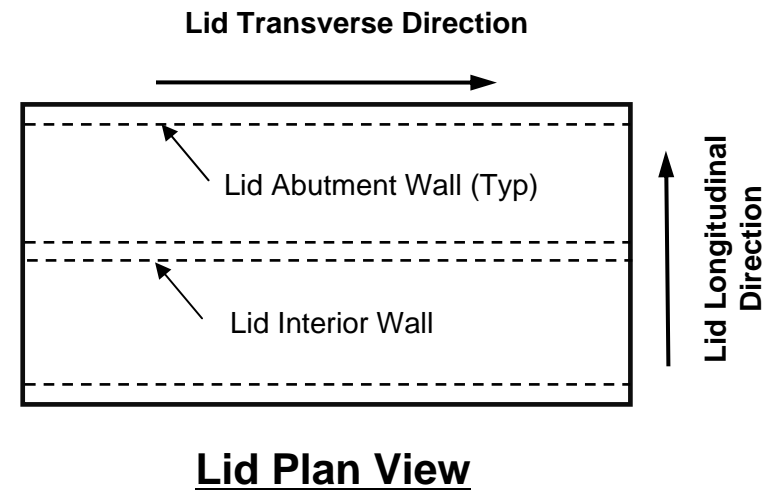 Lid Transverse Direction
Lid Abutment Wall (Typ)
Lid Interior Wall
Lid Longitudinal
Direction
Lid Plan View